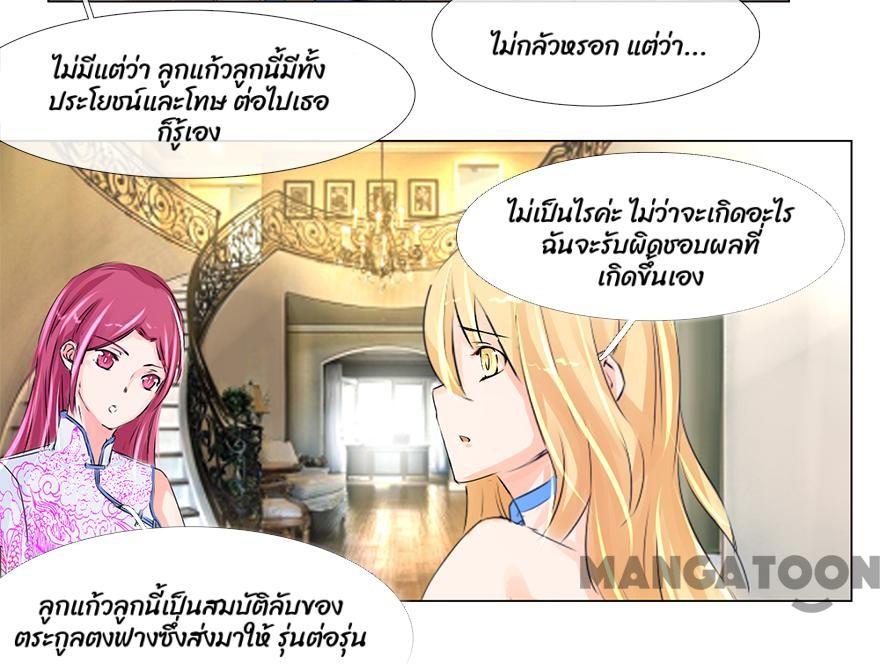 ไม่กลัวหรอก แต่ว่า...
ไม่มีแต่ว่า ลูกแก้วลูกนี้มีทั้ง
ประโยชน์และโทษ ต่อไปเธอ
ก็รู้เอง
ไม่เป็นไรค่ะ ไม่ว่าจะเกิดอะไร
ฉันจะรับผิดชอบผลที่
เกิดขึ้นเอง
MANGATOON
ลูกแก้วลูกนี้เป็นสมบัติลับของ
ตระกูลตงฟางซึ่งส่งมาให้ รุ่นต่อรุ่น